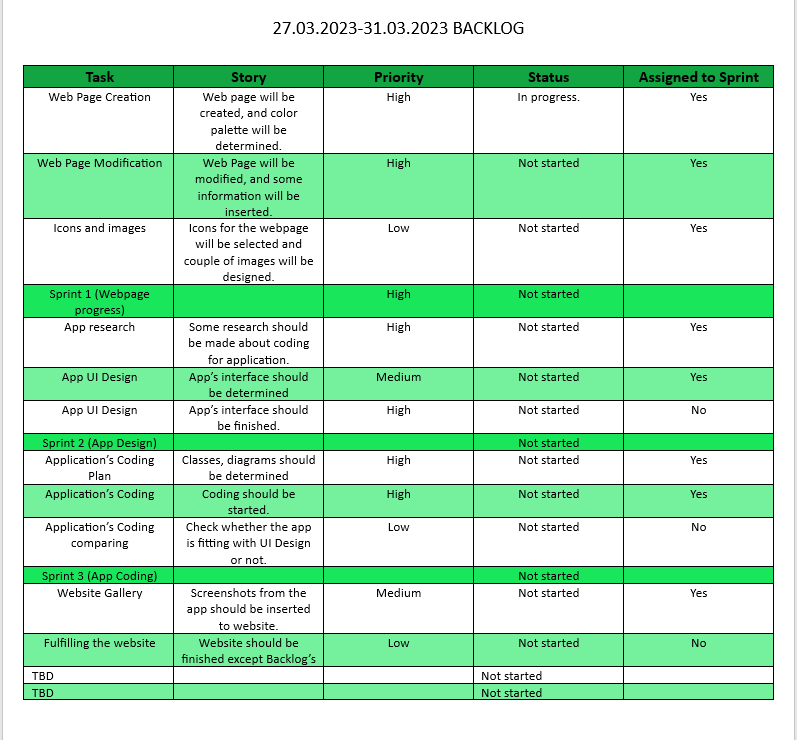 27.03.2023-31.03.2023 BACKLOG
Task Story Priority Status Assigned to Sprint
Web Page Creation Web page will be High In progress. Yes
created, and color
palette will be
determined.
Web Page Modification Web Page will be High Not started Yes
modified, and some
information will be
inserted.
Icons and images Icons for the webpage Low Not started Yes
will be selected and
couple of images will be
designed.
Sprint 1 (Webpage High Not started
progress)
App research Some research should High Not started Yes
be made about coding
for application.
App UI Design App's interface should Medium Not started Yes
be determined
App UI Design App's interface should High Not started No
be finished.
Sprint 2 (App Design) Not started
Application's Coding Classes, diagrams should High Not started Yes
Plan be determined
Application's Coding Coding should be High Not started Yes
started.
Application's Coding Check whether the app Low Not started No
comparing is fitting with UI Design
or not.
Sprint 3 (App Coding) Not started
Website Gallery Screenshots from the Medium Not started Yes
app should be inserted
to website.
Fulfilling the website Website should be Low Not started No
finished except Backlog's
TBD Not started
TBD Not started